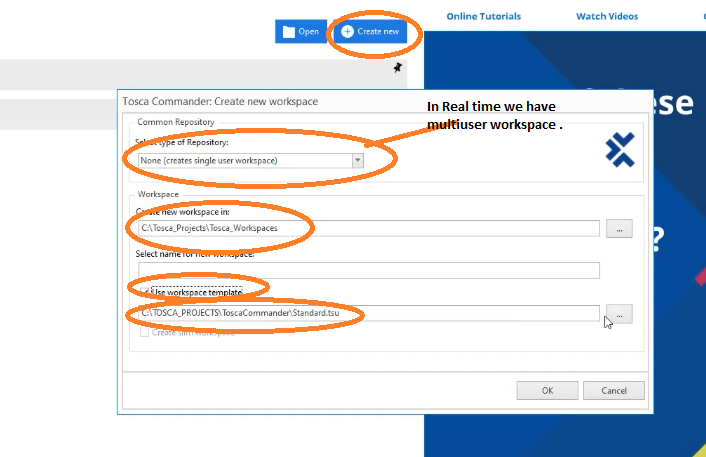 Online Tutorials Watch Videos
Open Create new
Tosca Commander: Create new workspace
In Real time we have
multiuser workspace .
Common Repository
Select type of Repository:
None (creates single user workspace)
Workspace
Create new workspace in:
C:\Tosca_Projects\Tosca_Workspaces
...
Select name for new workspace:
Use workspace template
C:\TOSCA_PROJECTS\ToscaCommander\Standard.tsu
...
Create slim workspace
OK Cancel
ese
?